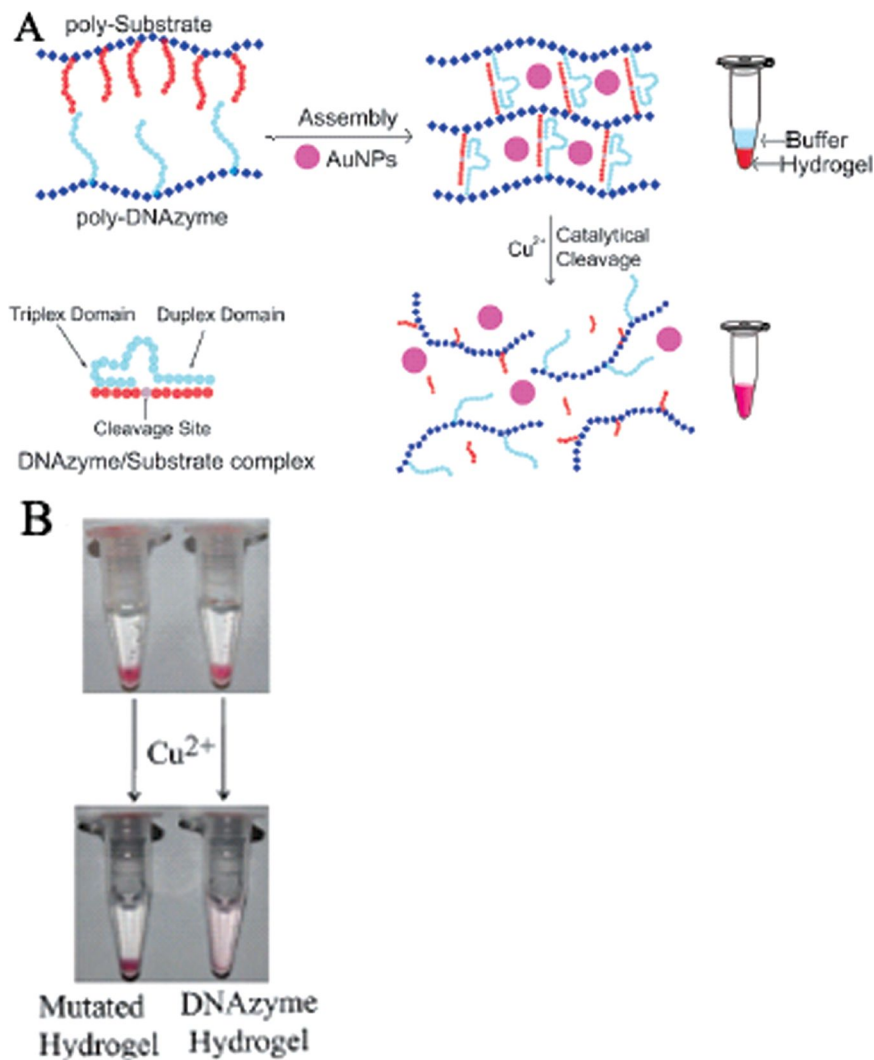 A
poly-Substrate
poly-DNAzyme
Assembly
AuNPs
Buffer
Hydrogel
Cu2+
Catalytical
Cleavage
Triplex Domain
Duplex Domain
Cleavage Site
DNAzyme/Substrate complex
B
Cu2+
Mutated
Hydrogel
DNAzyme
Hydrogel